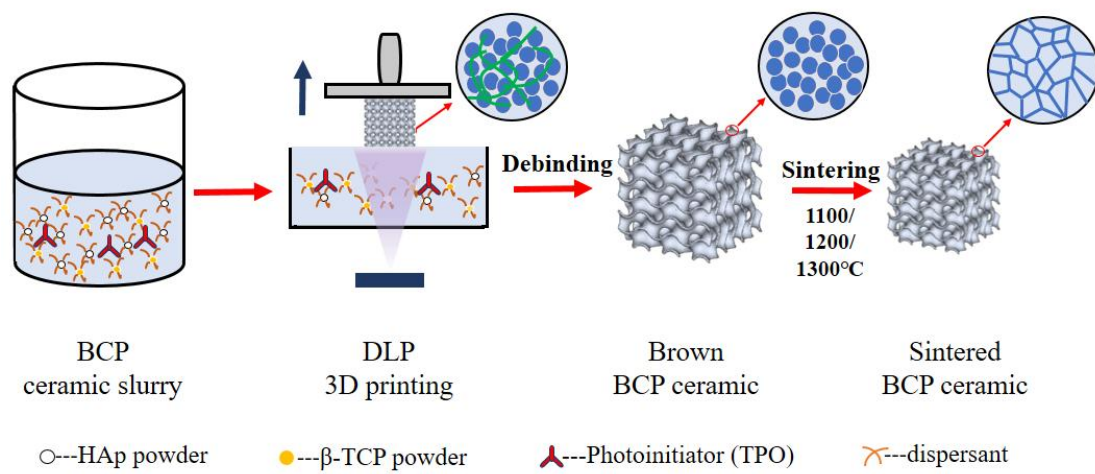 Debinding
Sintering
1100/
1200/
1300℃
BCP
ceramic slurry
DLP
3D printing
Brown
BCP ceramic
Sintered
BCP ceramic
---HAp powder
---β-TCP powder
---Photoinitiator (TPO)
---dispersant